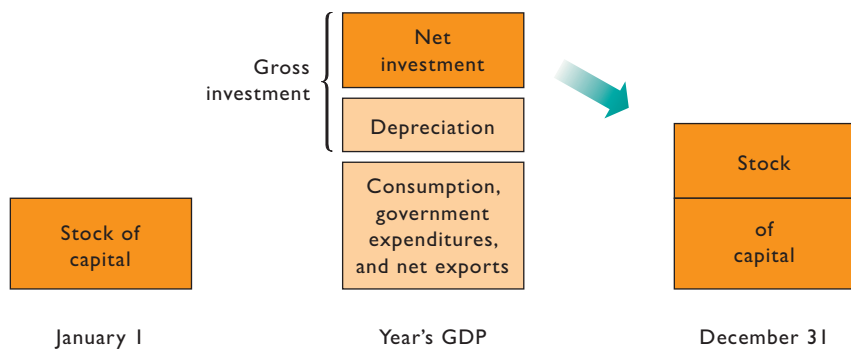 Net
investment
Gross
investment
Depreciation
Consumption,
government
expenditures,
and net exports
Stock of
capital
Stock
of
capital
January 1
Year's GDP
December 31